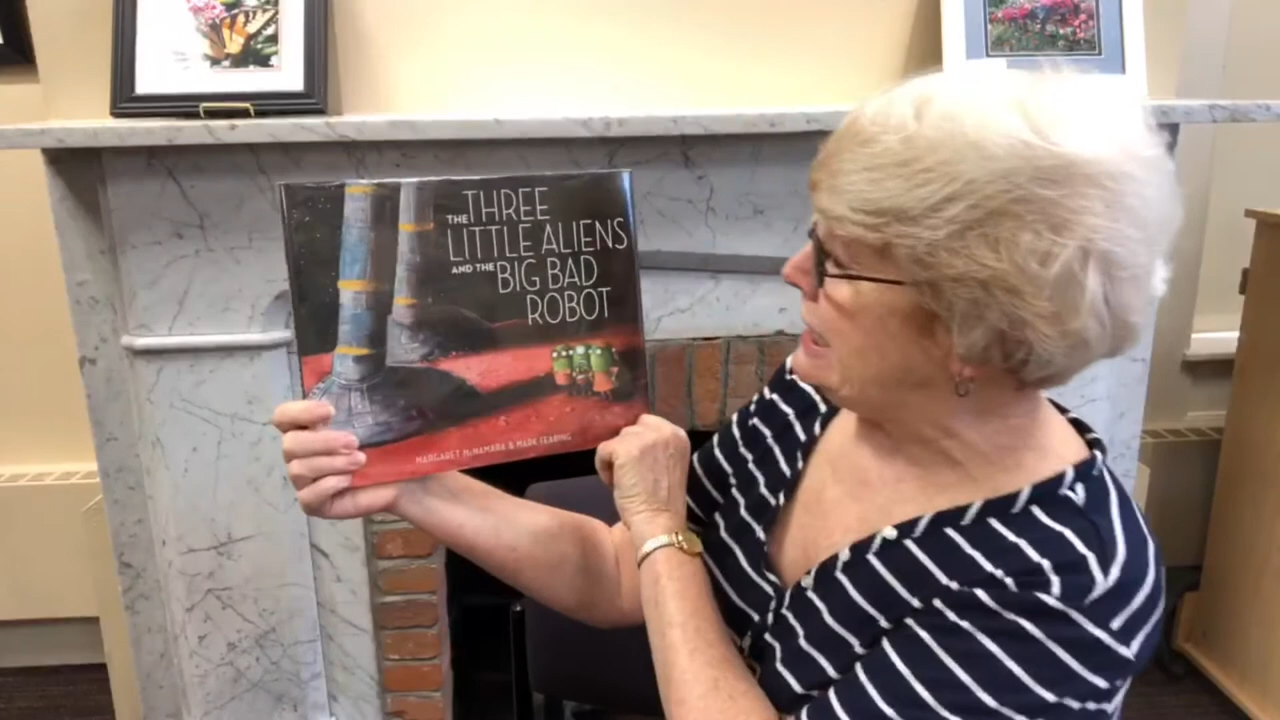 THE THREE
LITTLE ALIENS
AND THE BIG BAD
ROBOT
MARGARET McNAMARA & MARK FEARING